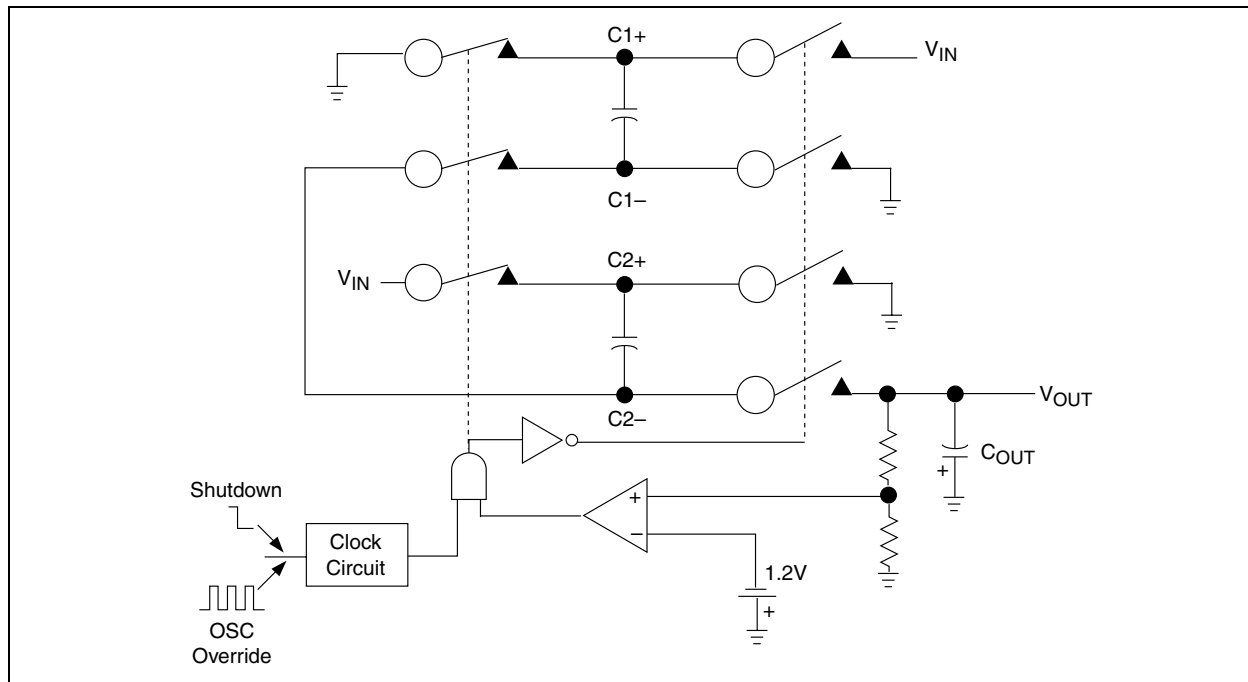 C1+
VIN
C1–
C2+
VIN
C2–
VOUT
+
COUT
Shutdown
+
–
Clock
Circuit
1.2V
+
OSC
Override